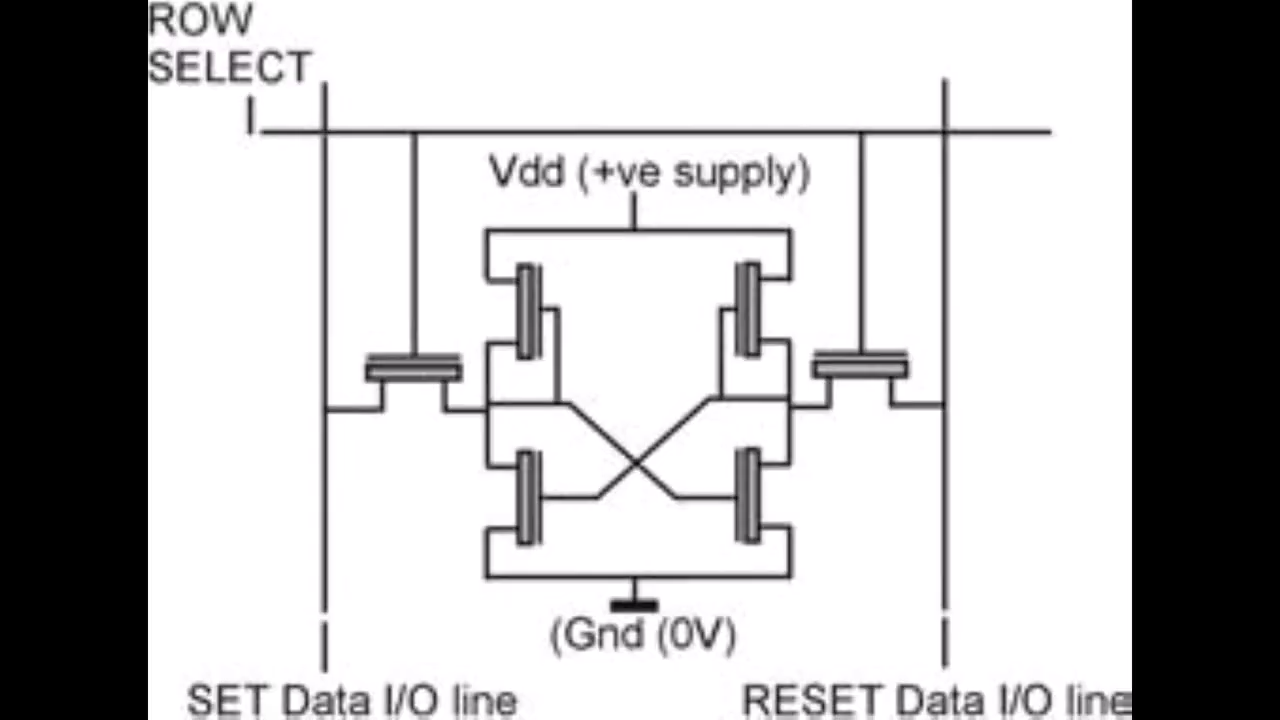 ROW
SELECT
Vdd (+ve supply)
(Gnd (0V)
SET Data I/O line
RESET Data I/O line